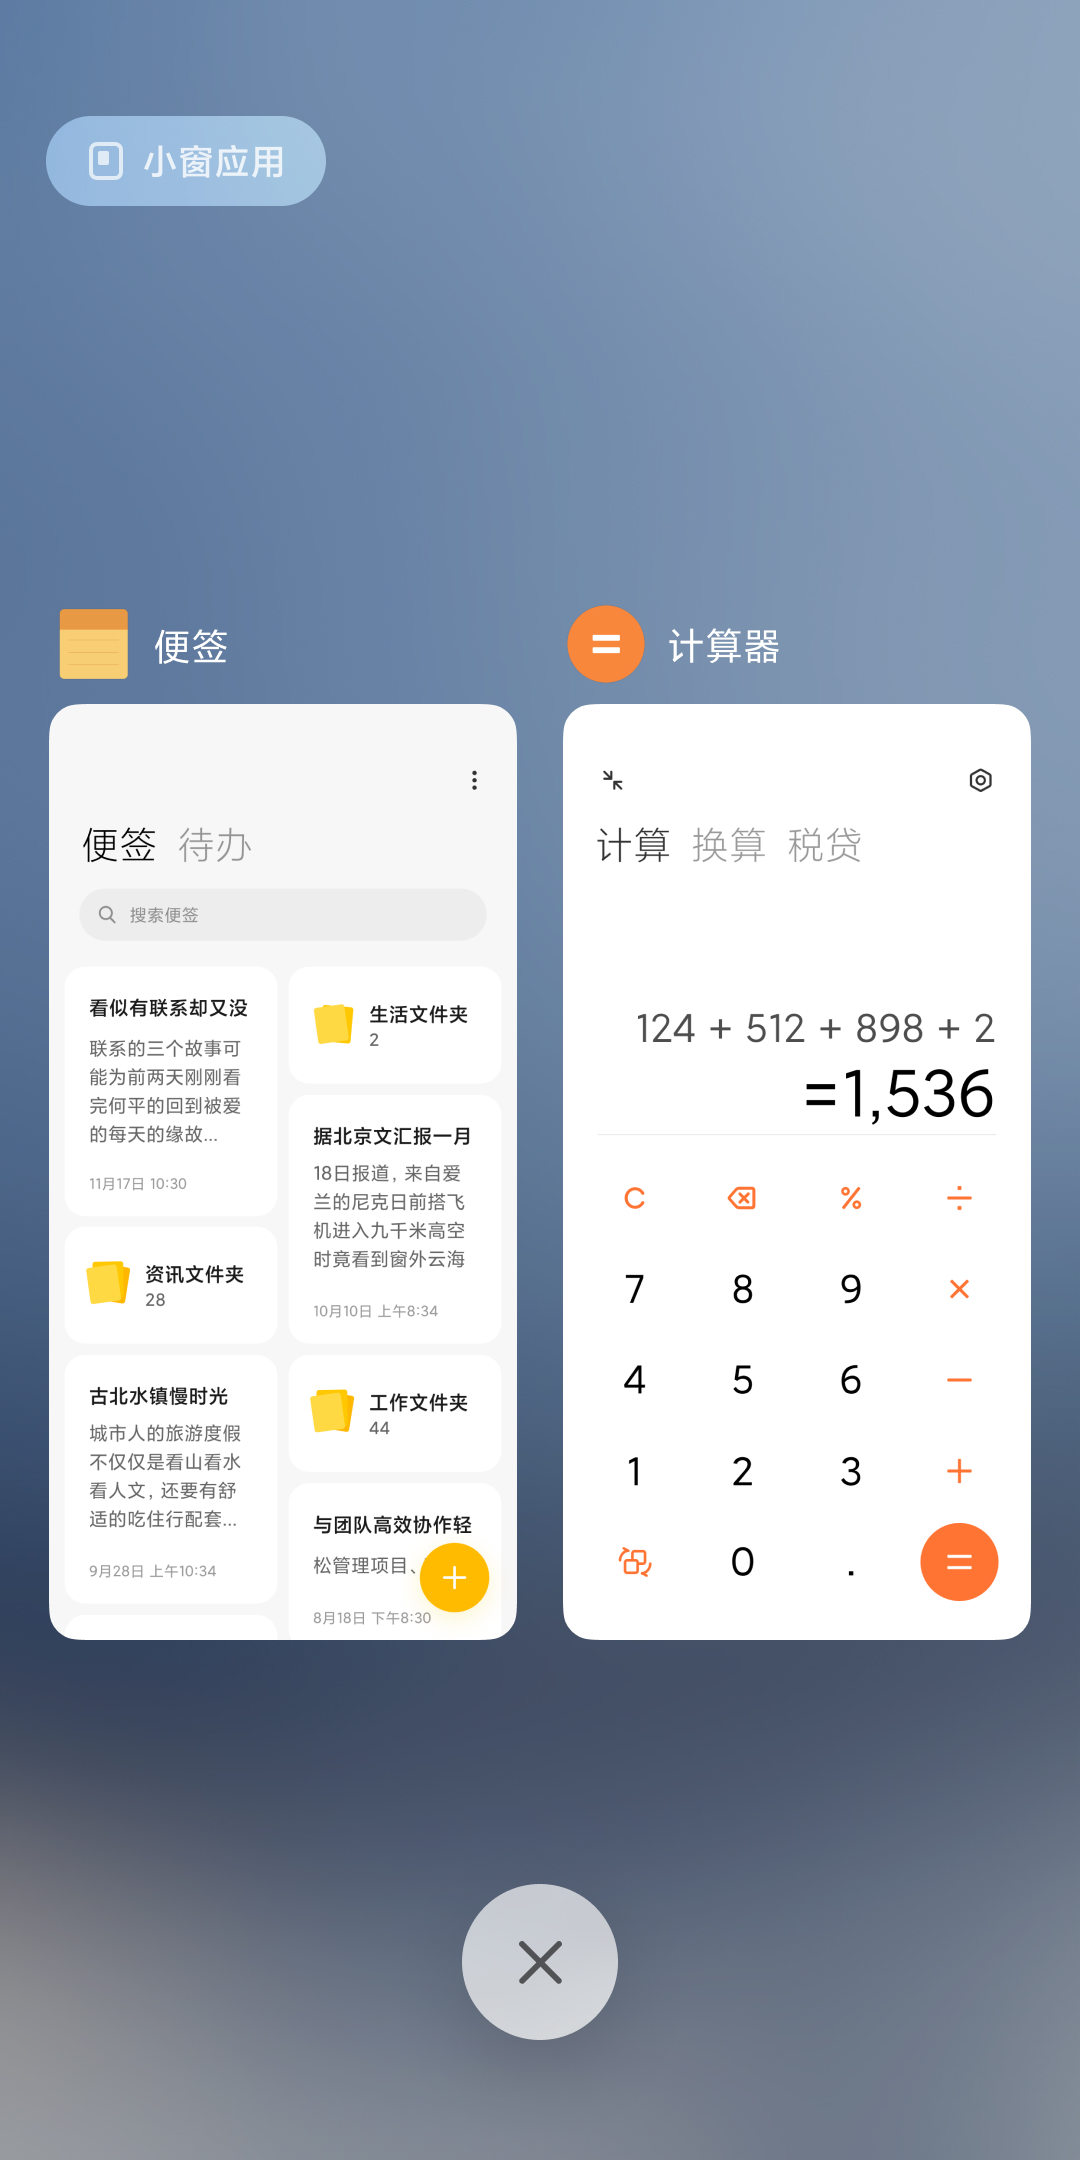 小窗应用
便签
便签 待办
搜索便签
看似有联系却又没
联系的三个故事可
能为前两天刚刚看
完何平的回到被爱
的每天的缘故...
11月17日 10:30
资讯文件夹
28
古北水镇慢时光
城市人的旅游度假
不仅仅是看山看水
看人文，还要有舒
适的吃住行配套...
9月28日 上午10:34
生活文件夹
2
据北京文汇报一月
18日报道，来自爱
兰的尼克日前搭飞
机进入九千米高空
时竟看到窗外云海
10月10日 上午8:34
工作文件夹
44
与团队高效协作轻
松管理项目、
8月18日 下午8:30
计算器
计算 换算 税贷
124 + 512 + 898 + 2
=1,536
C % ÷
7 8 9 ×
4 5 6 −
1 2 3 +
0 . =